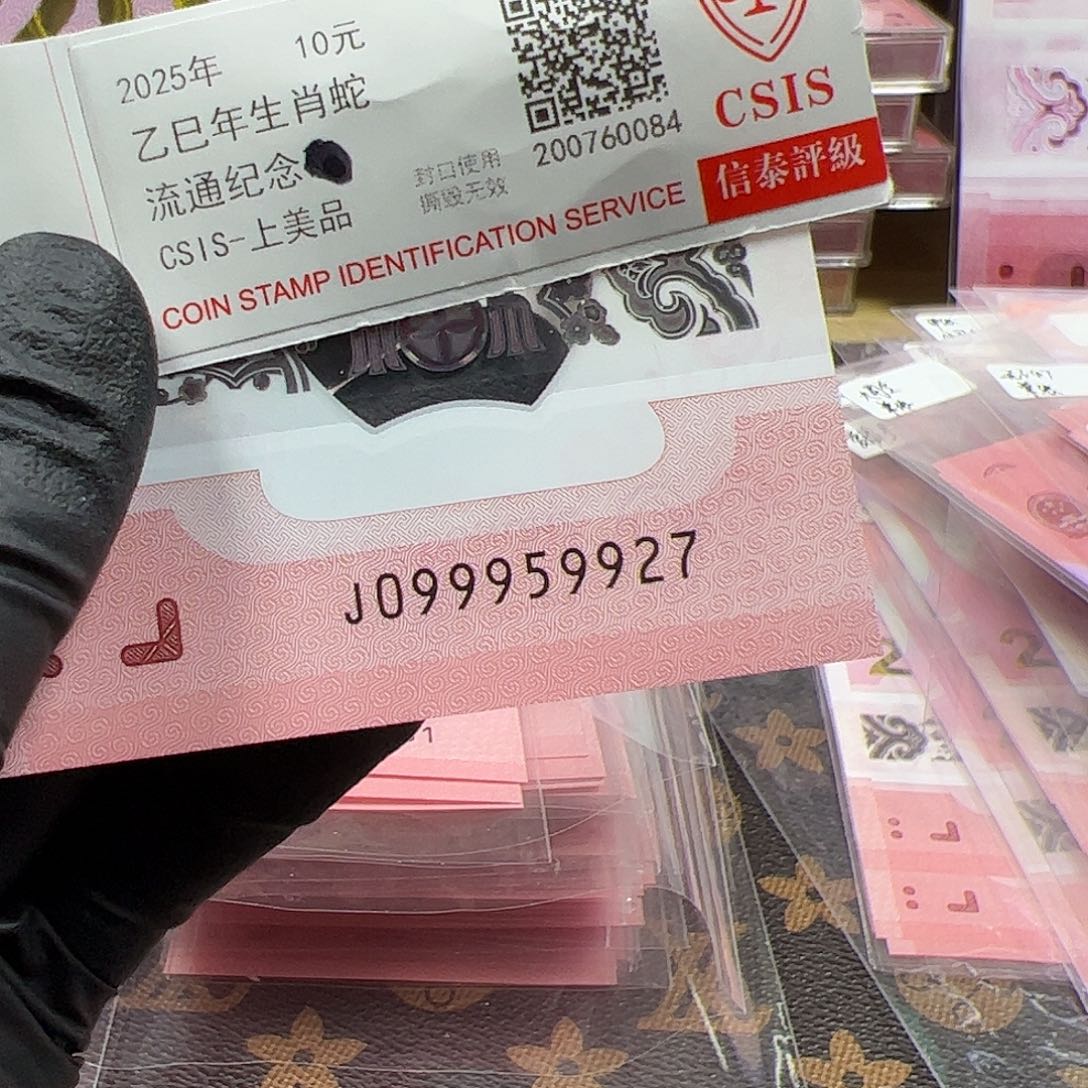 2025年 10元
乙巳年生肖蛇
流通纪念
CSIS-上美品
封口使用
撕毁无效
200760084
CSIS
信泰評級
COIN STAMP IDENTIFICATION SERVICE
J099959927